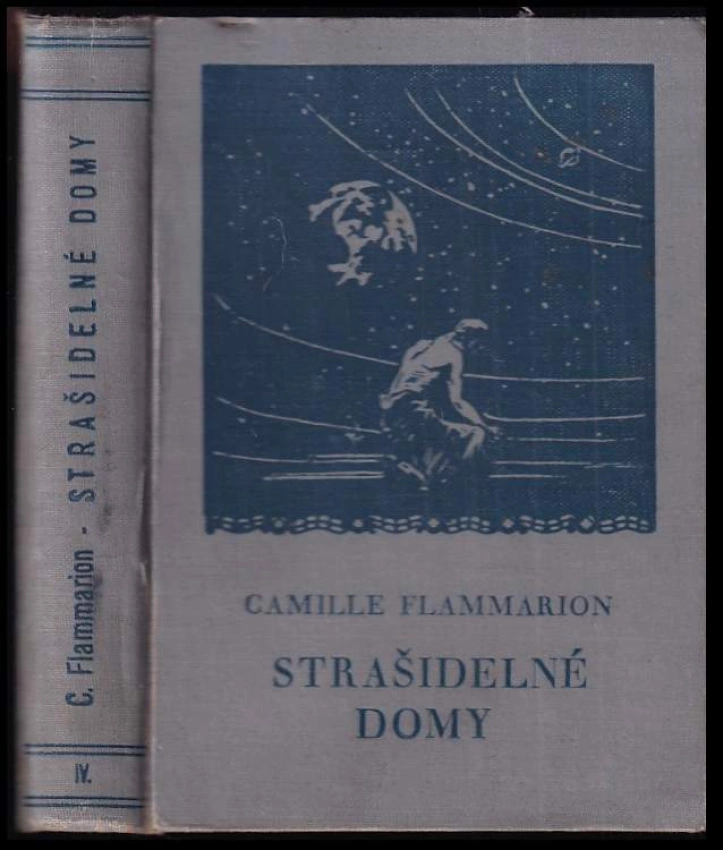 C. Flammarion - STRAŠIDELNÉ DOMY
IV.
CAMILLE FLAMMARION
STRAŠIDELNÉ
DOMY